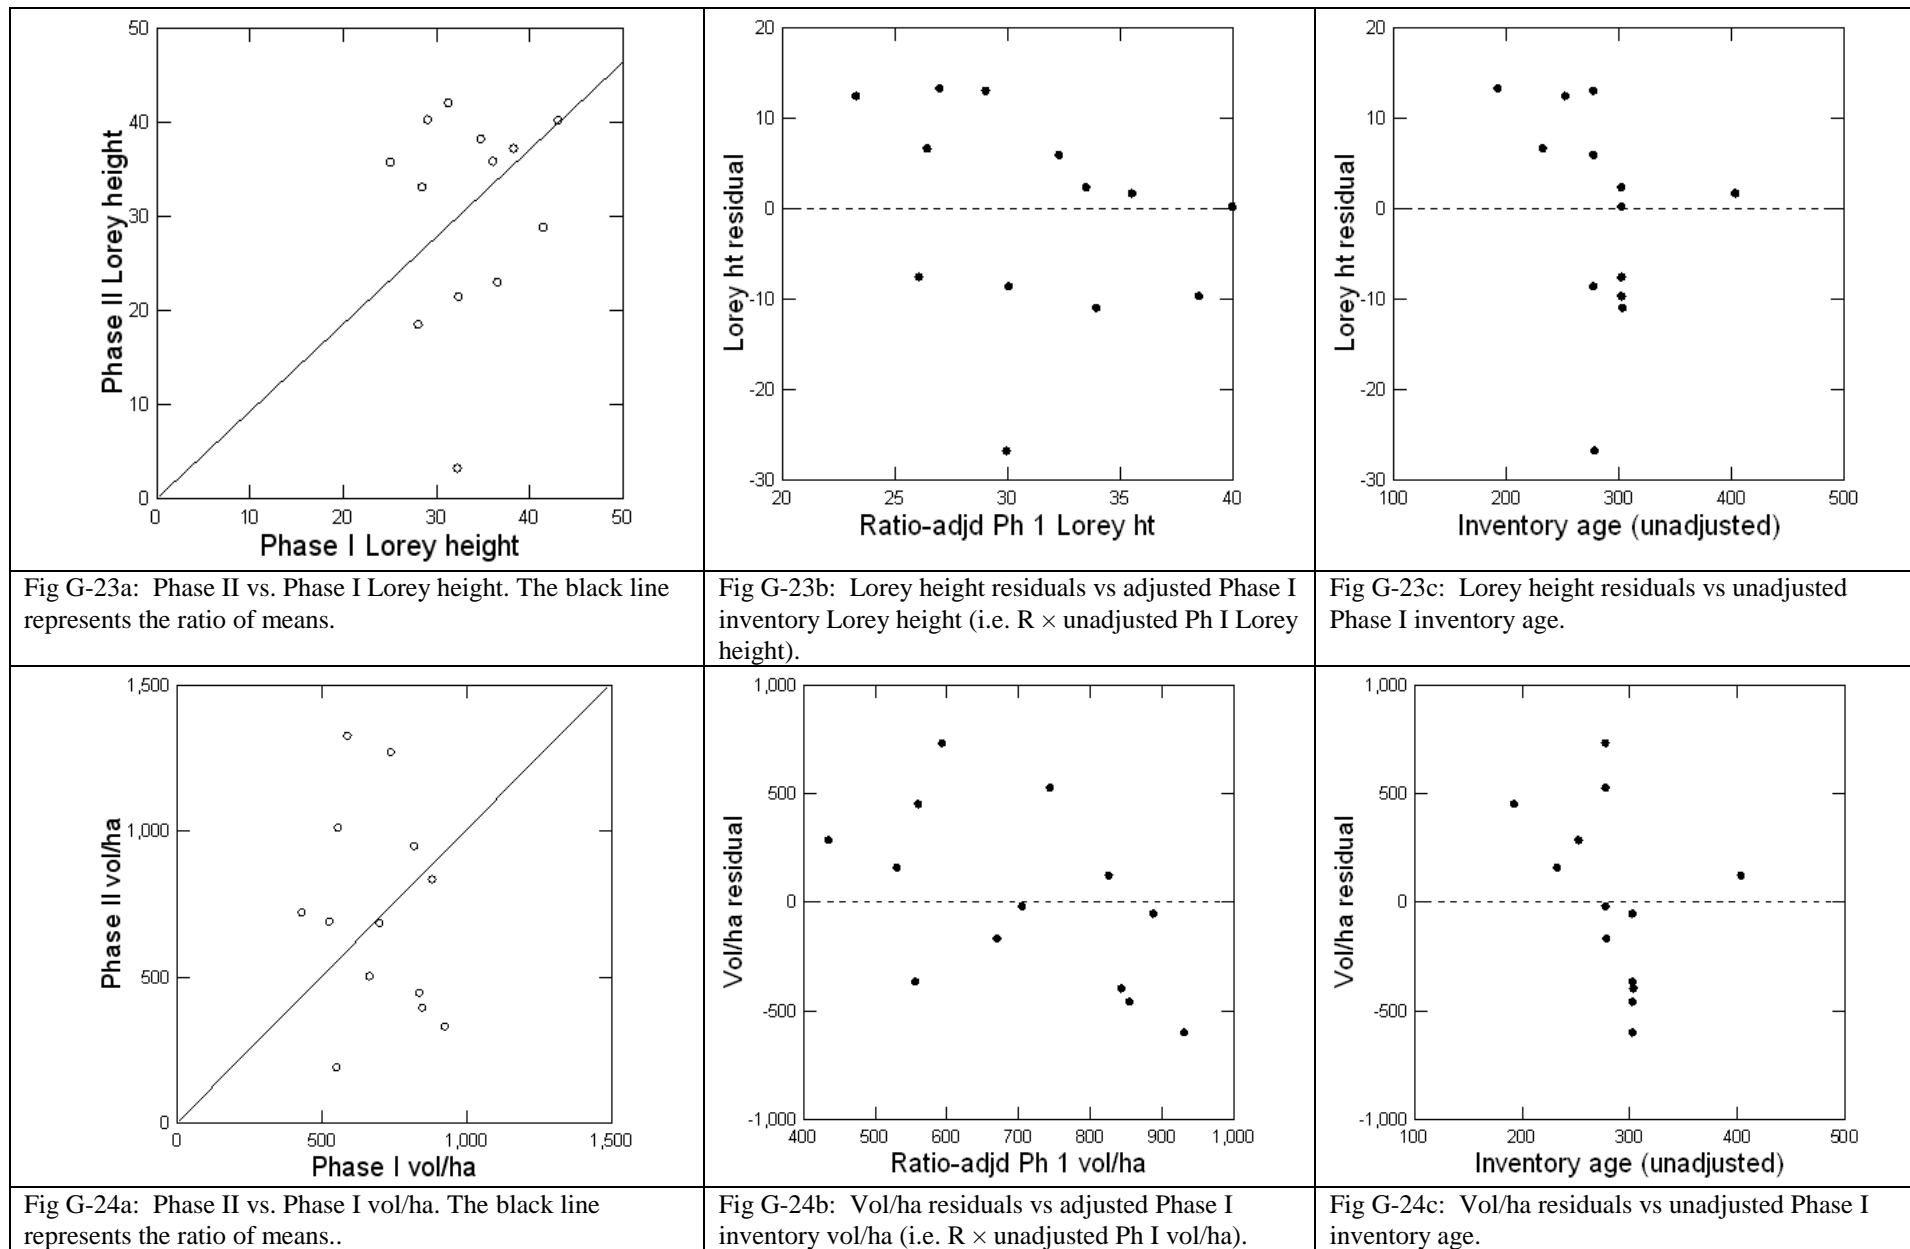 50
40
30
20
10
0
Phase II Lorey height
0 10 20 30 40 50
Phase I Lorey height
20
10
0
-10
-20
-30
Lorey ht residual
20 25 30 35 40
Ratio-adjd Ph 1 Lorey ht
20
10
0
-10
-20
-30
Lorey ht residual
100 200 300 400 500
Inventory age (unadjusted)
Fig G-23a: Phase II vs. Phase I Lorey height. The black line
represents the ratio of means.
Fig G-23b: Lorey height residuals vs adjusted Phase I
inventory Lorey height (i.e. R × unadjusted Ph I Lorey
height).
Fig G-23c: Lorey height residuals vs unadjusted
Phase I inventory age.
1,500
1,000
500
0
Phase II vol/ha
0 500 1,000 1,500
Phase I vol/ha
1,000
500
0
-500
-1,000
Vol/ha residual
400 500 600 700 800 900 1,000
Ratio-adjd Ph 1 vol/ha
1,000
500
0
-500
-1,000
Vol/ha residual
100 200 300 400 500
Inventory age (unadjusted)
Fig G-24a: Phase II vs. Phase I vol/ha. The black line
represents the ratio of means..
Fig G-24b: Vol/ha residuals vs adjusted Phase I
inventory vol/ha (i.e. R × unadjusted Ph I vol/ha).
Fig G-24c: Vol/ha residuals vs unadjusted Phase I
inventory age.